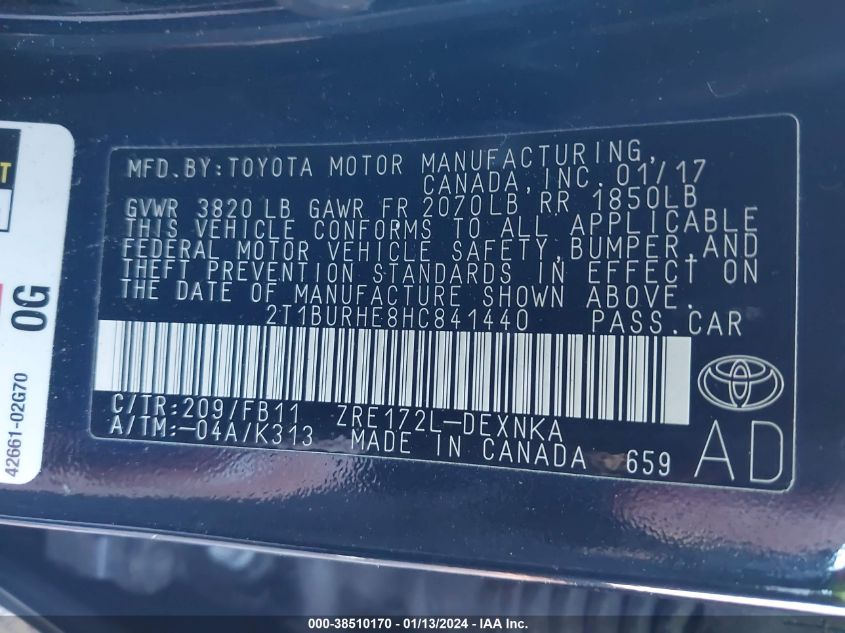 MFD.BY:TOYOTA MOTOR MANUFACTURING,
CANADA, INC. 01/17
GVWR 3820 LB GAWR FR 2070LB RR 1850LB
THIS VEHICLE CONFORMS TO ALL APPLICABLE
FEDERAL MOTOR VEHICLE SAFETY, BUMPER, AND
THEFT PREVENTION STANDARDS IN EFFECT ON
THE DATE OF MANUFACTURE SHOWN ABOVE.
2T1BURHE8HC841440 PASS.CAR
C/TR:209/FB11 ZRE172L-DEXNKA
A/TM:-04A/K313 MADE IN CANADA 659
AD
0G
42661-02G70
000-38510170 - 01/13/2024 - IAA Inc.